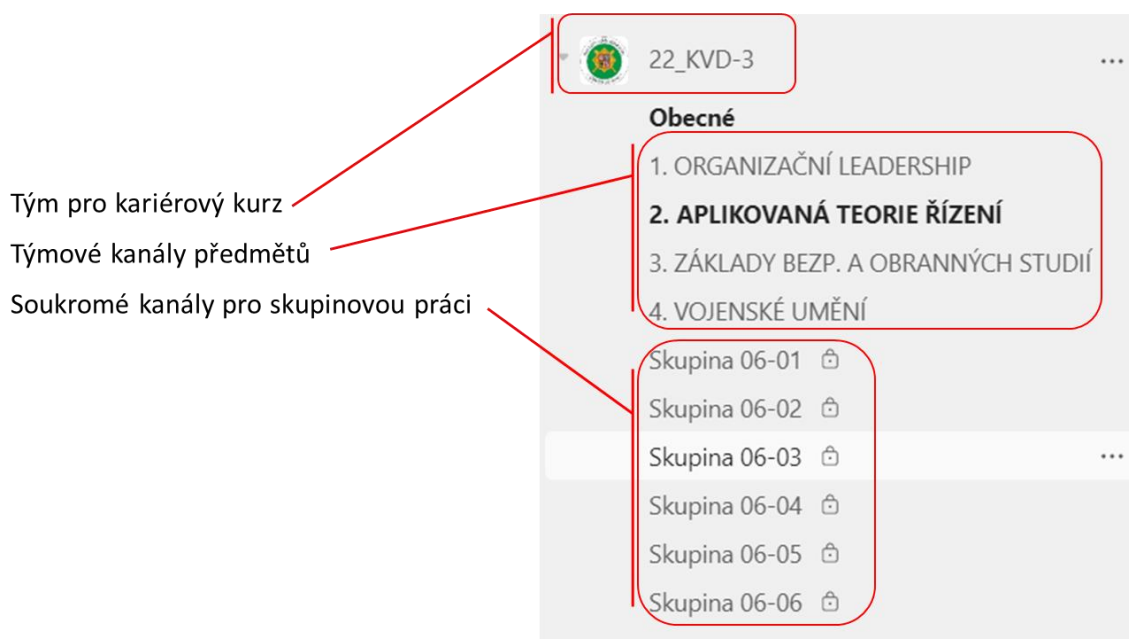 22_KVD-3
Obecné
1. ORGANIZAČNÍ LEADERSHIP
2. APLIKOVANÁ TEORIE ŘÍZENÍ
3. ZÁKLADY BEZP. A OBRANNÝCH STUDIÍ
4. VOJENSKÉ UMĚNÍ
Skupina 06-01
Skupina 06-02
Skupina 06-03
Skupina 06-04
Skupina 06-05
Skupina 06-06
Tým pro kariérový kurz
Týmové kanály předmětů
Soukromé kanály pro skupinovou práci